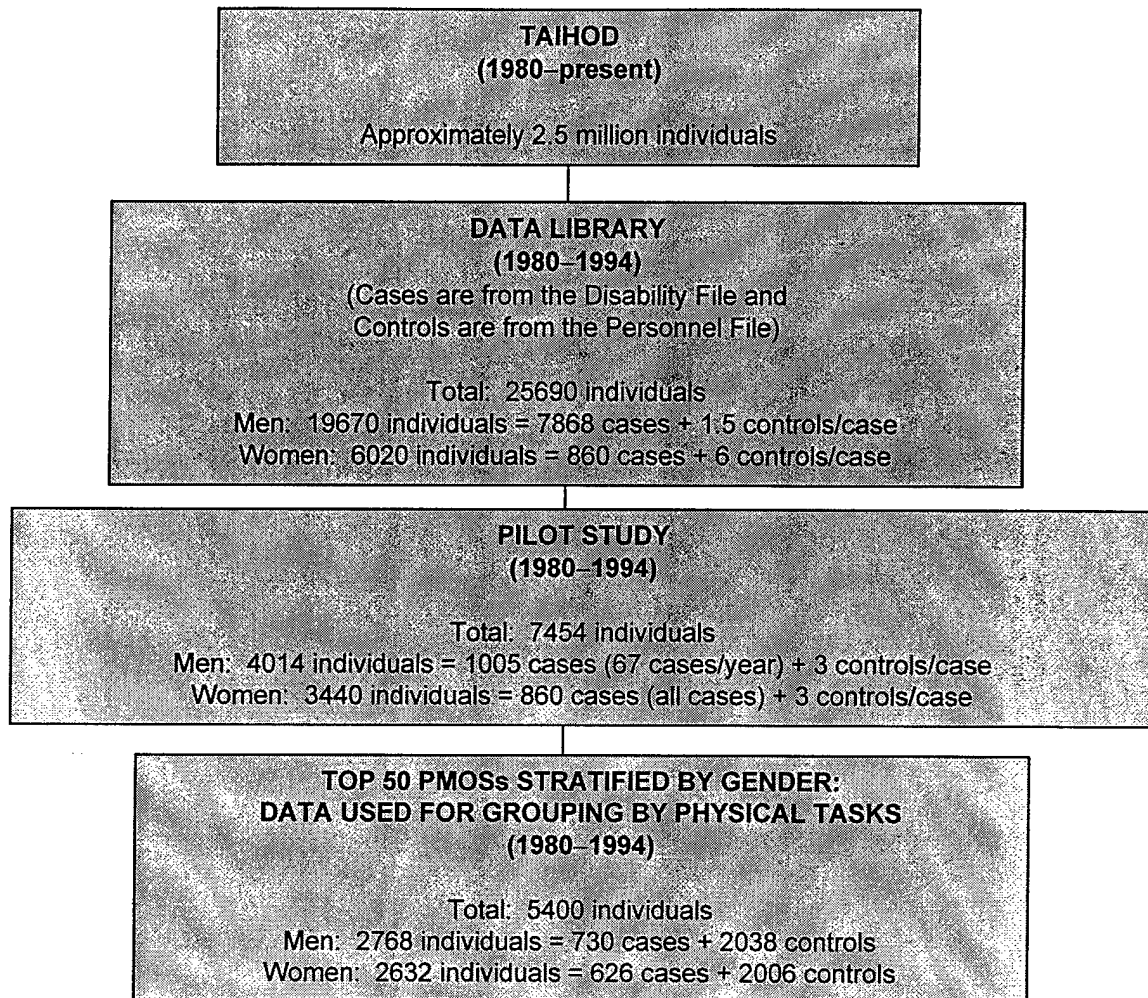 TAIHOD
(1980–present)
Approximately 2.5 million individuals
DATA LIBRARY
(1980–1994)
(Cases are from the Disability File and
Controls are from the Personnel File)
Total: 25690 individuals
Men: 19670 individuals = 7868 cases + 1.5 controls/case
Women: 6020 individuals = 860 cases + 6 controls/case
PILOT STUDY
(1980–1994)
Total: 7454 individuals
Men: 4014 individuals = 1005 cases (67 cases/year) + 3 controls/case
Women: 3440 individuals = 860 cases (all cases) + 3 controls/case
TOP 50 PMOSs STRATIFIED BY GENDER:
DATA USED FOR GROUPING BY PHYSICAL TASKS
(1980–1994)
Total: 5400 individuals
Men: 2768 individuals = 730 cases + 2038 controls
Women: 2632 individuals = 626 cases + 2006 controls